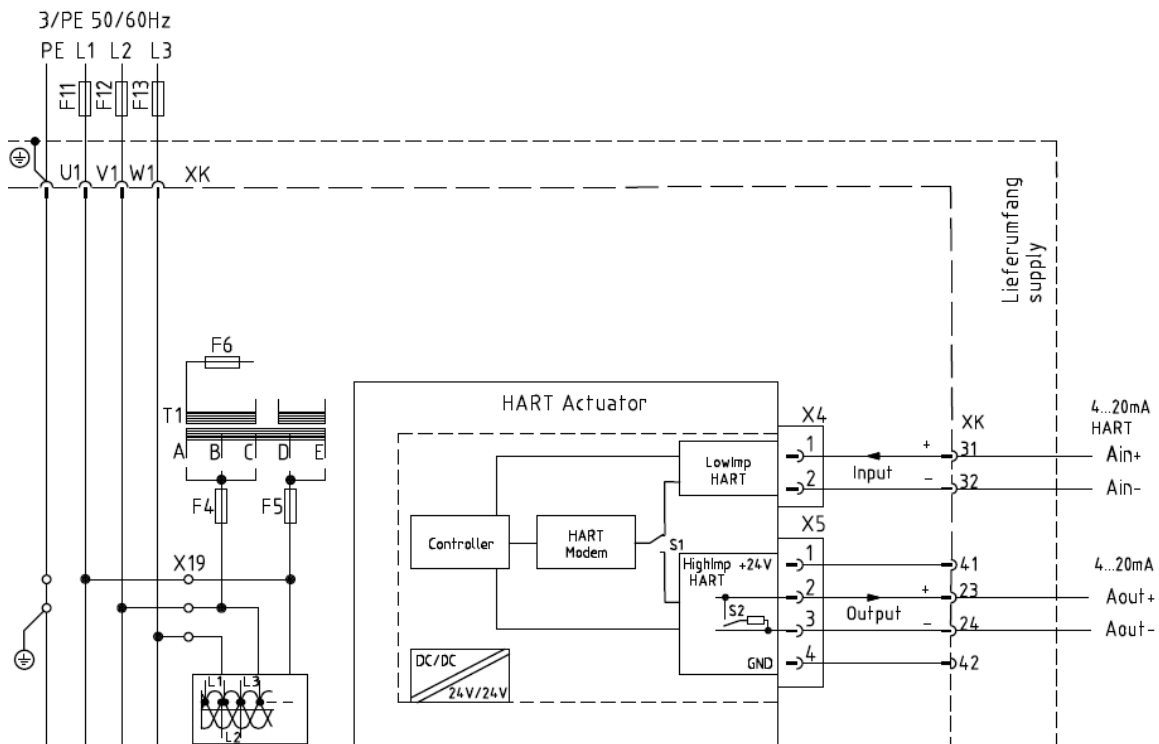 3/PE 50/60Hz
PE L1 L2 L3
F11 F12 F13
U1 V1 W1 XK
Lieferumfang
supply
F6
T1
A B C D E
F4 F5
X19
L1 L3
L2
HART Actuator
Controller
HART
Modem
S1
LowImp
HART
HighImp +24V
HART
S2
GND
DC/DC
24V/24V
X4
1
2
Input
+
-
XK
31
32
4...20mA
HART
Ain+
Ain-
X5
1
2
3
4
Output
+
-
41
23
24
42
4...20mA
Aout+
Aout-